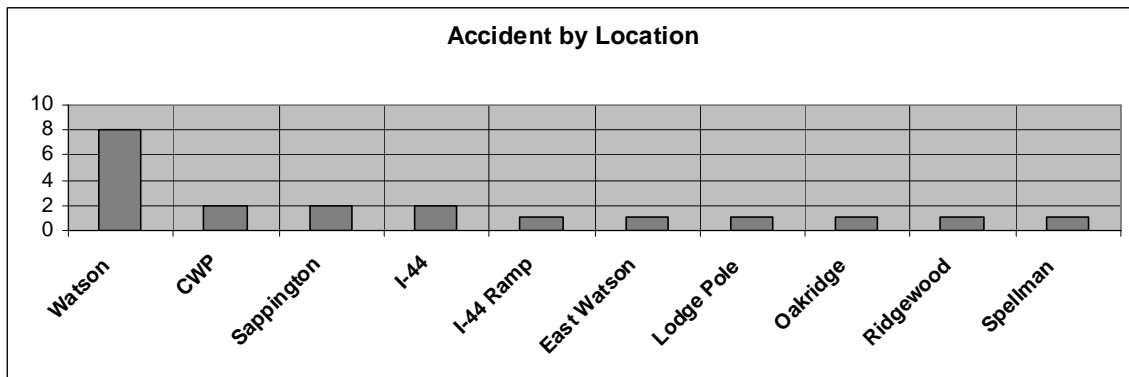 Accident by Location
10
8
6
4
2
0
Watson
CWP
Sappington
I-44
I-44 Ramp
East Watson
Lodge Pole
Oakridge
Ridgewood
Spellman